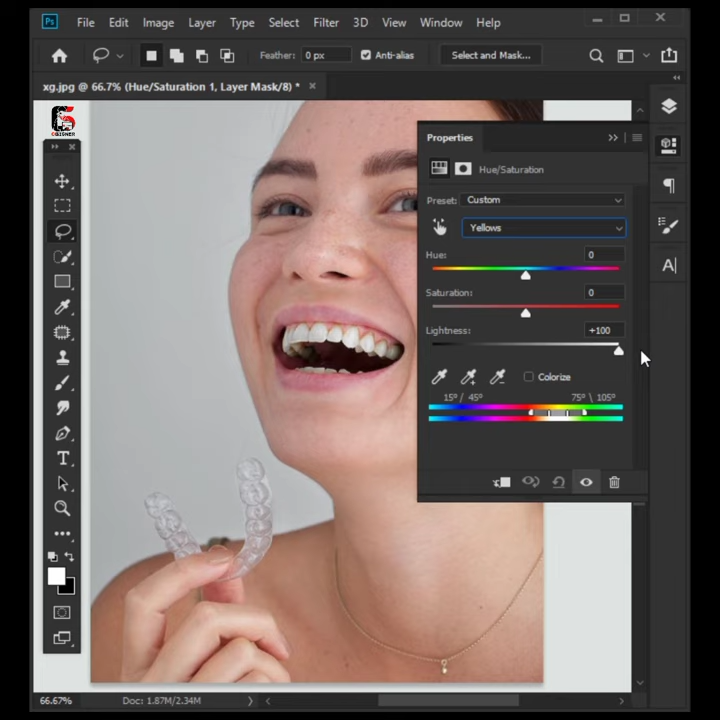 Ps File Edit Image Layer Type Select Filter 3D View Window Help
Feather: 0 px Anti-alias Select and Mask...
xg.jpg @ 66.7% (Hue/Saturation 1, Layer Mask/8) *
Properties
Hue/Saturation
Preset: Custom
Yellows
Hue: 0
Saturation: 0
Lightness: +100
Colorize
15° / 45° 75° \ 105°
66.67% Doc: 1.87M/2.34M